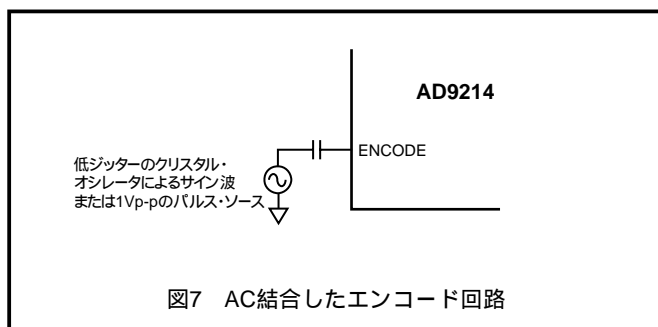 AD9214
ENCODE
低ジッターのクリスタル・
オシレータによるサイン波
または1Vp-pのパルス・ソース
図7 AC結合したエンコード回路